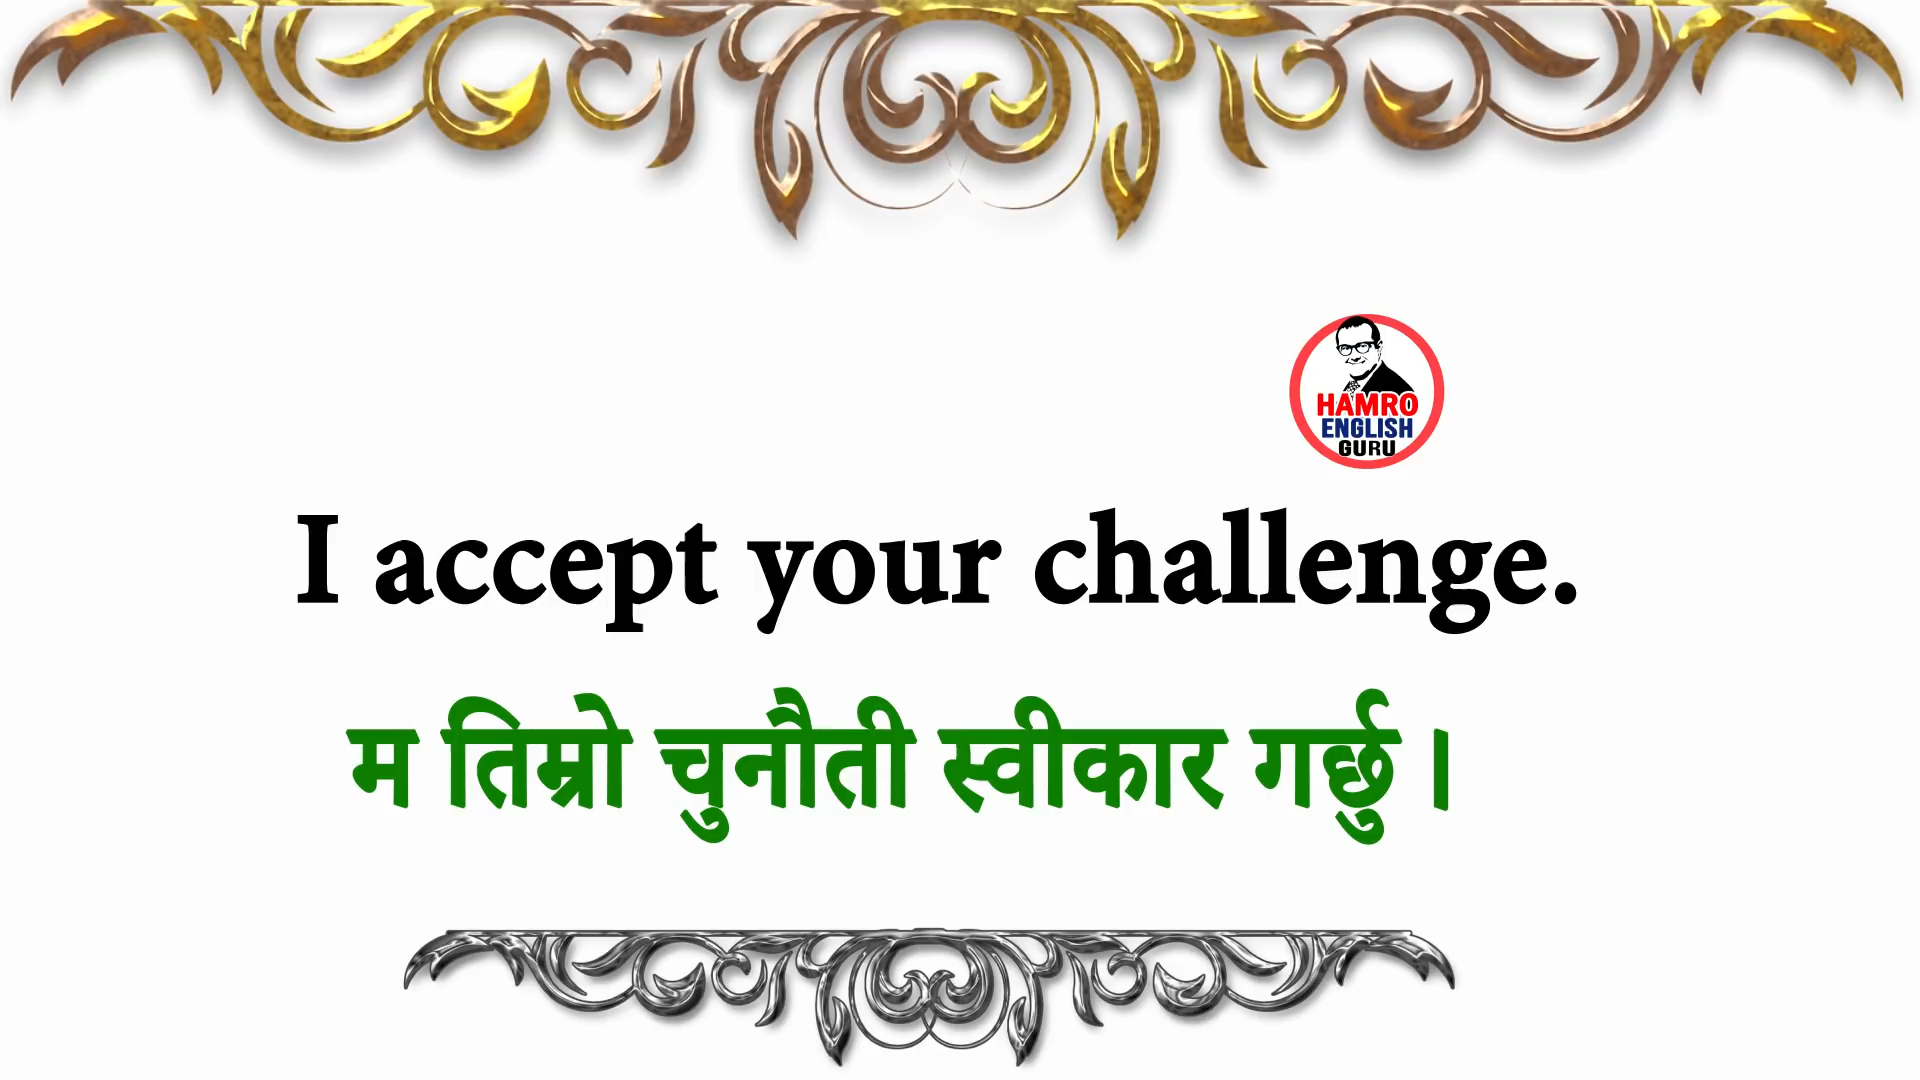 HAMRO
ENGLISH
GURU
I accept your challenge.
म तिम्रो चुनौती स्वीकार गर्छु ।